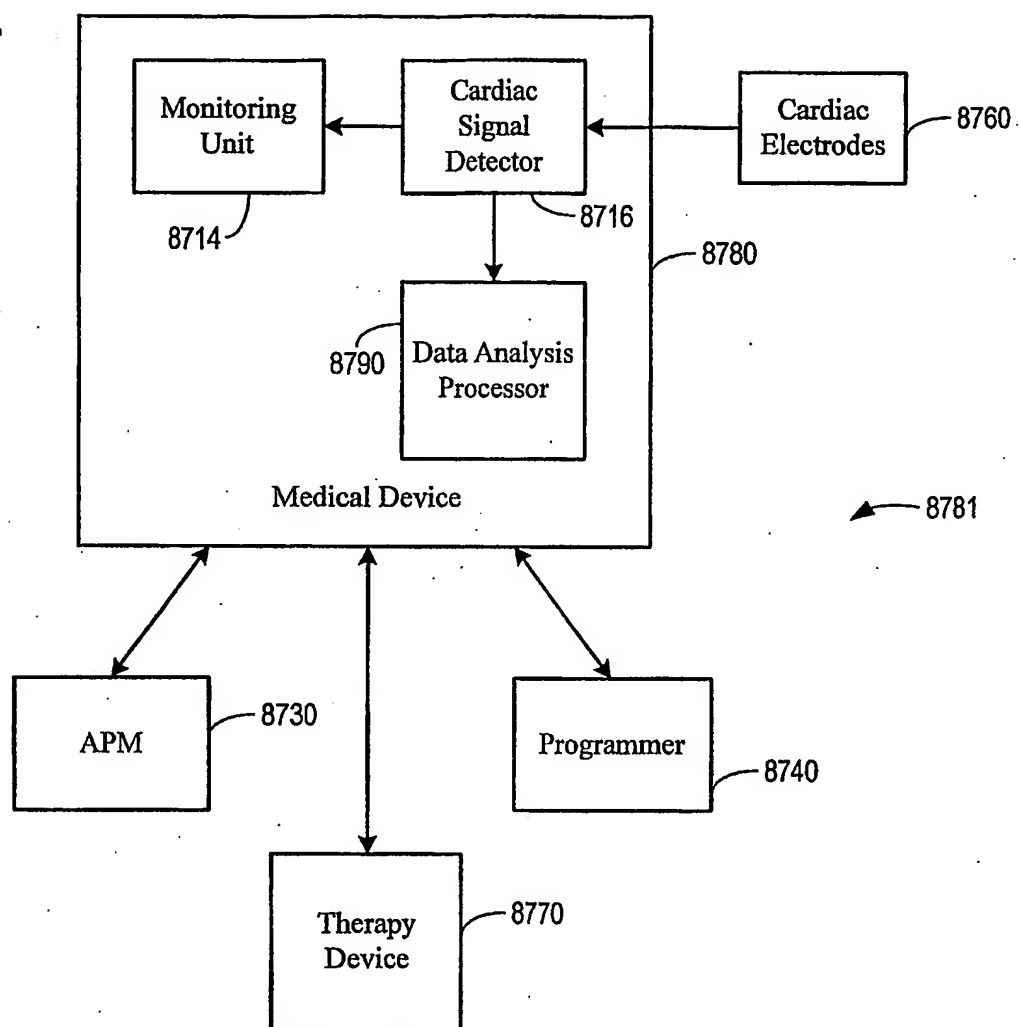 Monitoring
Unit
Cardiac
Signal
Detector
Cardiac
Electrodes
8760
8714
8716
8780
8790
Data Analysis
Processor
Medical Device
8781
APM
8730
Programmer
8740
Therapy
Device
8770